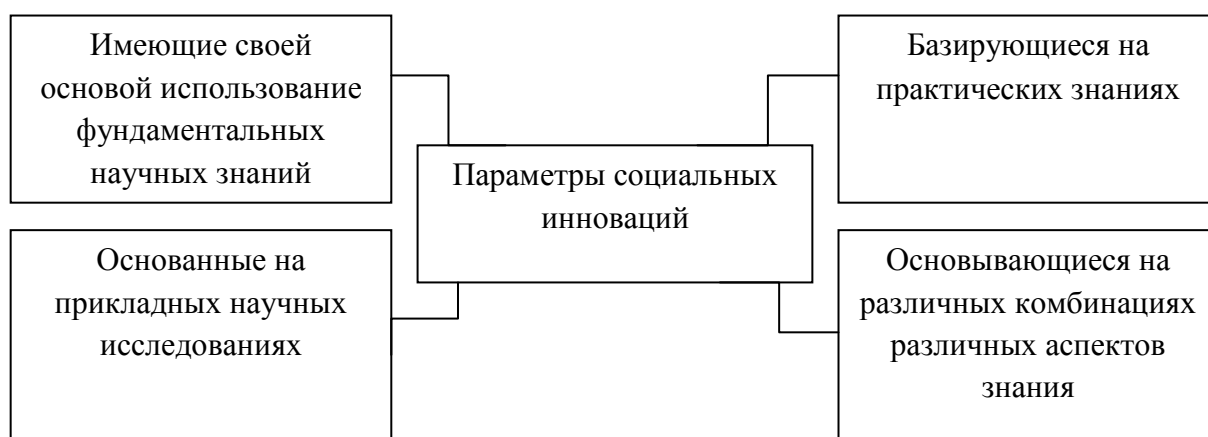 Имеющие своей
основой использование
фундаментальных
научных знаний
Базирующиеся на
практических знаниях
Параметры социальных
инноваций
Основанные на
прикладных научных
исследованиях
Основывающиеся на
различных комбинациях
различных аспектов
знания